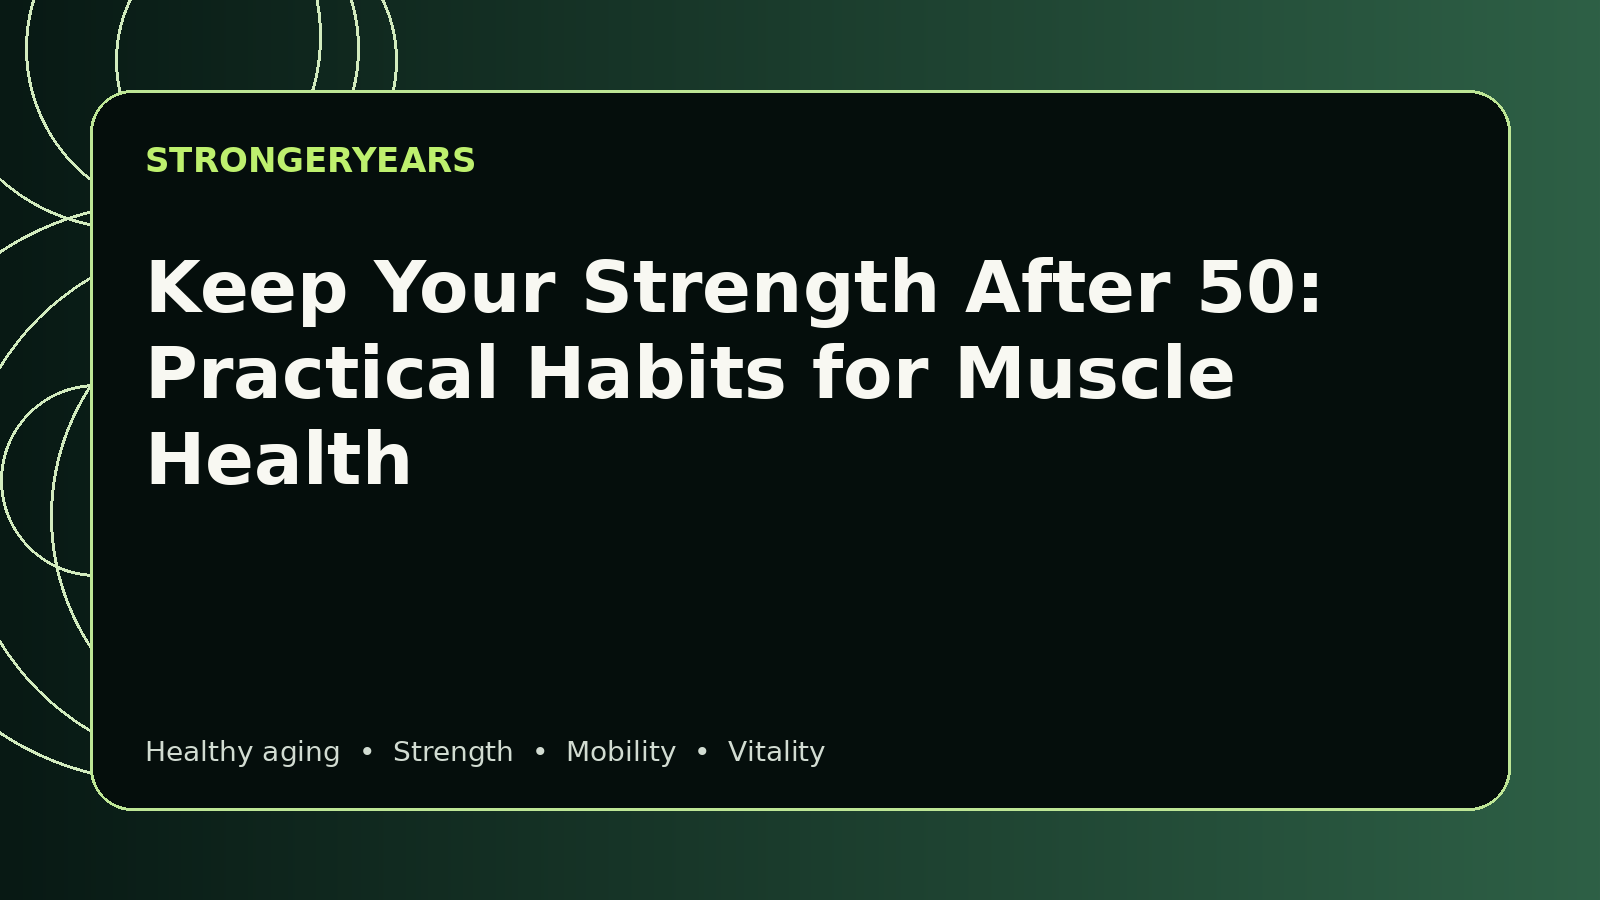 STRONGERYEARS
Keep Your Strength After 50:
Practical Habits for Muscle
Health
Healthy aging • Strength • Mobility • Vitality